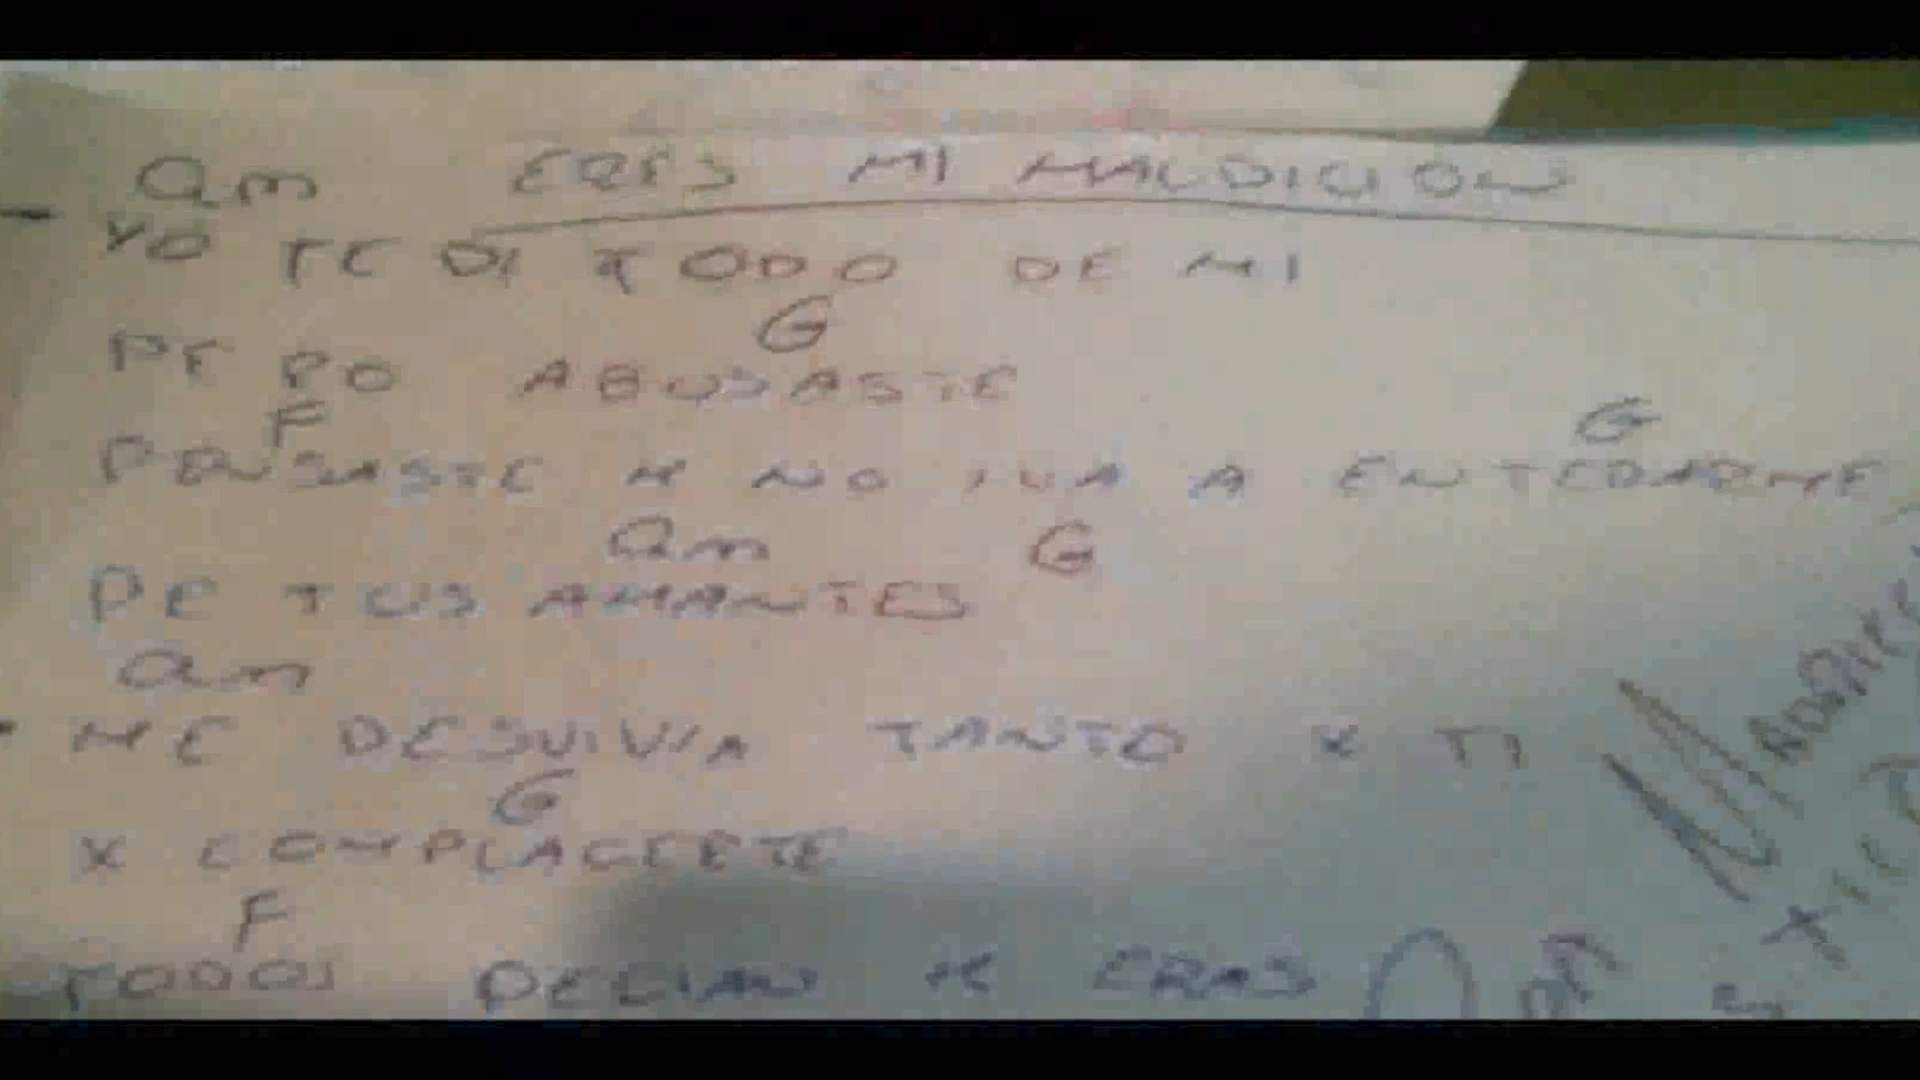 Am ERES MI MALDICION
YO TE DI TODO DE MI
G
PERO ABUSASTE
F G
PENSASTE K NO IVA A ENTERARME
Am G
DE TUS AMANTES
Am
ME DESVIVIA TANTO X TI
G
X COMPLACERTE
F
TODOS DECIAN K ERAS